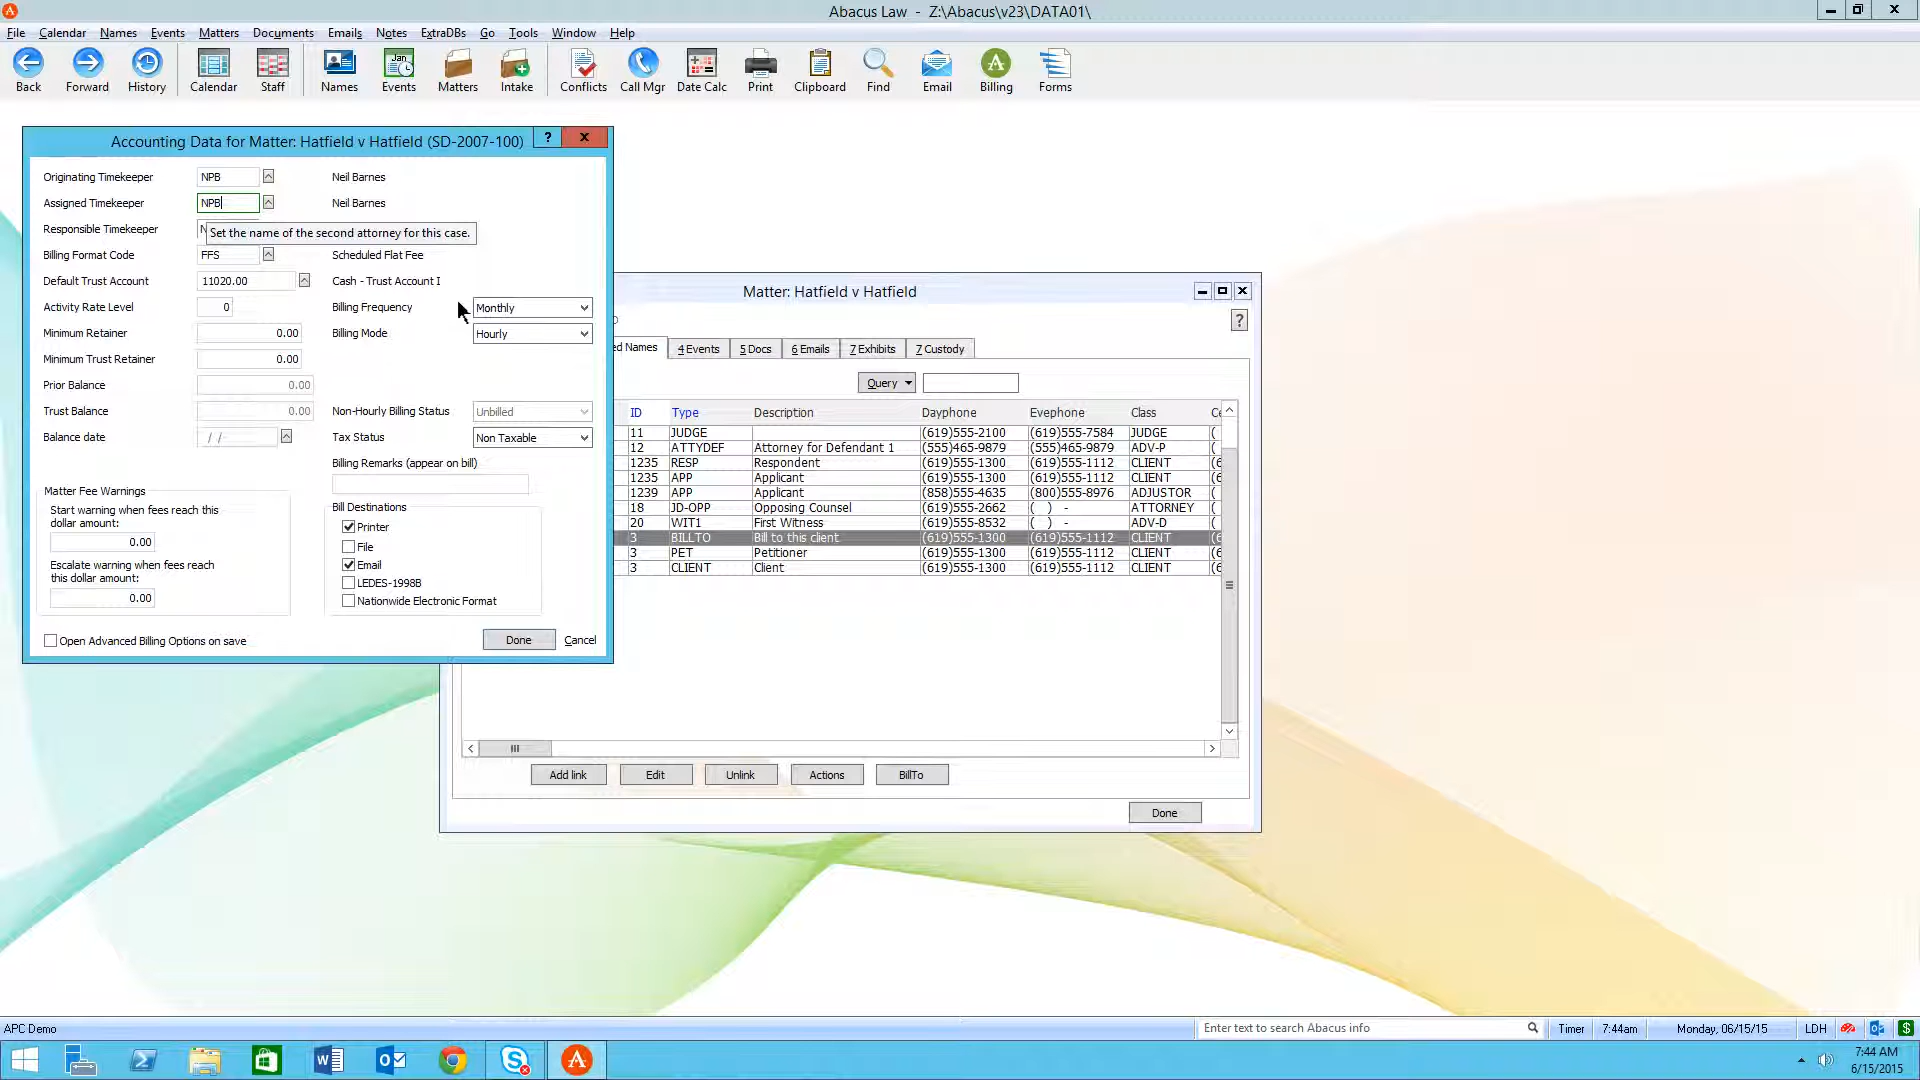 Abacus Law - Z:\Abacus\v23\DATA01\
File Calendar Names Events Matters Documents Emails Notes ExtraDBs Go Tools Window Help
Back Forward History Calendar Staff Names Events Matters Intake Conflicts Call Mgr Date Calc Print Clipboard Find Email Billing Forms
Accounting Data for Matter: Hatfield v Hatfield (SD-2007-100)
Originating Timekeeper NPB Neil Barnes
Assigned Timekeeper NPB Neil Barnes
Responsible Timekeeper
Set the name of the second attorney for this case.
Billing Format Code FFS Scheduled Flat Fee
Default Trust Account 11020.00 Cash - Trust Account I
Activity Rate Level 0 Billing Frequency Monthly
Minimum Retainer 0.00 Billing Mode Hourly
Minimum Trust Retainer 0.00
Prior Balance 0.00
Trust Balance 0.00 Non-Hourly Billing Status Unbilled
Balance date / / Tax Status Non Taxable
Billing Remarks (appear on bill)
Matter Fee Warnings
Start warning when fees reach this
dollar amount:
0.00
Escalate warning when fees reach
this dollar amount:
0.00
Bill Destinations
Printer
File
Email
LEDES-1998B
Nationwide Electronic Format
Open Advanced Billing Options on save Done Cancel
Matter: Hatfield v Hatfield
?
ed Names 4 Events 5 Docs 6 Emails 7 Exhibits 7 Custody
Query
ID Type Description Dayphone Evephone Class Ce
11 JUDGE (619)555-2100 (619)555-7584 JUDGE (
12 ATTYDEF Attorney for Defendant 1 (555)465-9879 (555)465-9879 ADV-P (
1235 RESP Respondent (619)555-1300 (619)555-1112 CLIENT (6
1235 APP Applicant (619)555-1300 (619)555-1112 CLIENT (6
1239 APP Applicant (858)555-4635 (800)555-8976 ADJUSTOR (
18 JD-OPP Opposing Counsel (619)555-2662 ( ) - ATTORNEY (
20 WIT1 First Witness (619)555-8532 ( ) - ADV-D (
3 BILLTO Bill to this client (619)555-1300 (619)555-1112 CLIENT (6
3 PET Petitioner (619)555-1300 (619)555-1112 CLIENT (6
3 CLIENT Client (619)555-1300 (619)555-1112 CLIENT (6
Add link Edit Unlink Actions BillTo
Done
APC Demo Enter text to search Abacus info Timer 7:44am Monday, 06/15/15 LDH
7:44 AM
6/15/2015